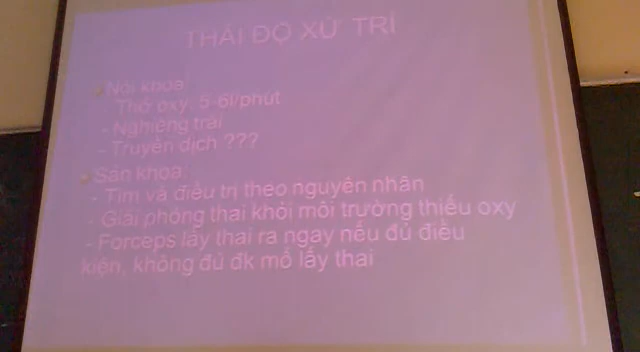 THÁI ĐỘ XỬ TRÍ
Nội khoa:
Thở oxy: 5-6l/phút
- Nghiêng trái
- Truyền dịch ???
Sản khoa:
- Tìm và điều trị theo nguyên nhân
- Giải phóng thai khỏi môi trường thiếu oxy
- Forceps lấy thai ra ngay nếu đủ điều
kiện, không đủ đk mổ lấy thai